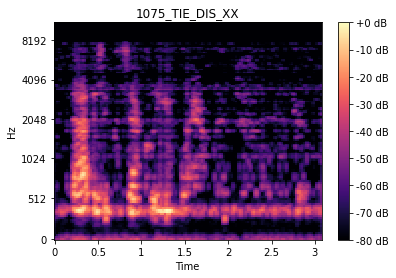 1075_TIE_DIS_XX
Hz
8192
4096
2048
1024
512
0
0 0.5 1 1.5 2 2.5 3
Time
+0 dB
-10 dB
-20 dB
-30 dB
-40 dB
-50 dB
-60 dB
-70 dB
-80 dB